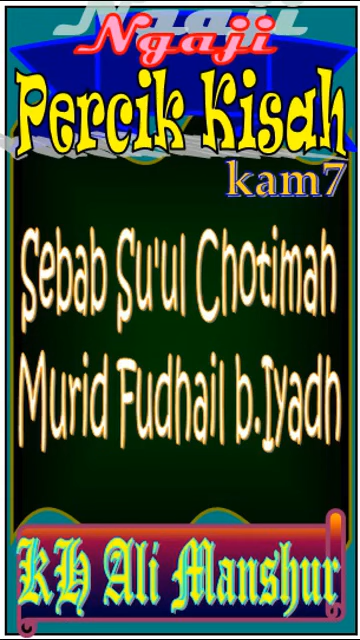 Ngaji
Percik Kisah
kam7
Sebab Su'ul Chotimah
Murid Fudhail b.Iyadh
KH Ali Manshur